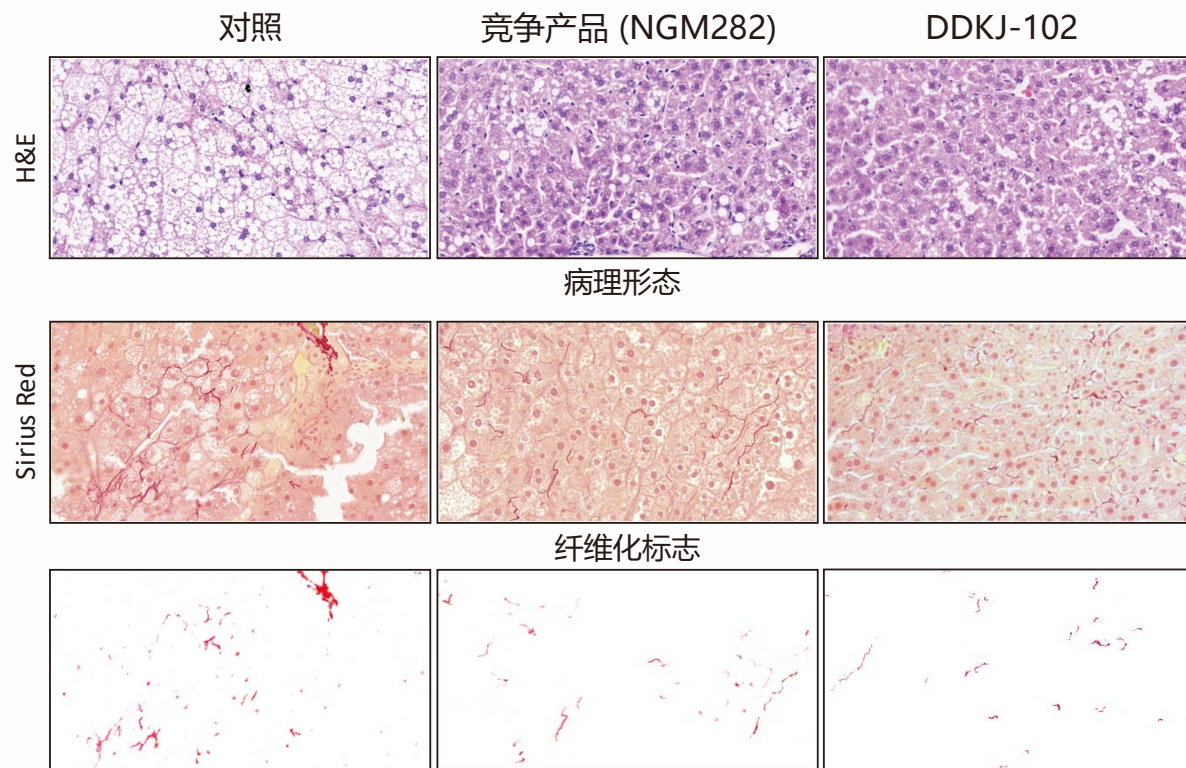 对照
竞争产品 (NGM282)
DDKJ-102
H&E
病理形态
Sirius Red
纤维化标志